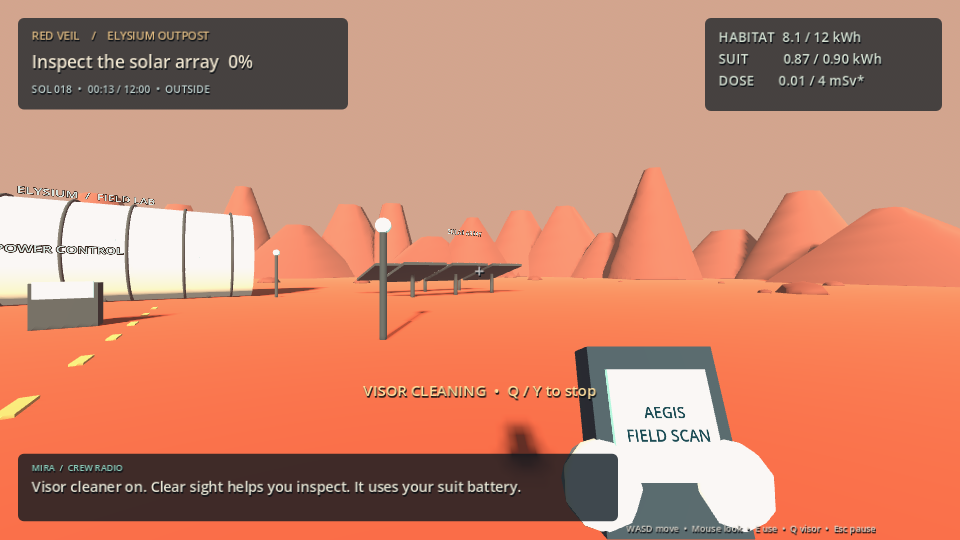 RED VEIL / ELYSIUM OUTPOST
Inspect the solar array 0%
SOL 018 • 00:13 / 12:00 • OUTSIDE
HABITAT 8.1 / 12 kWh
SUIT 0.87 / 0.90 kWh
DOSE 0.01 / 4 mSv*
ELYSIUM / FIELD LAB
POWER CONTROL
VISOR CLEANING • Q / Y to stop
AEGIS
FIELD SCAN
MIRA / CREW RADIO
Visor cleaner on. Clear sight helps you inspect. It uses your suit battery.
WASD move • Mouse look • E use • Q visor • Esc pause